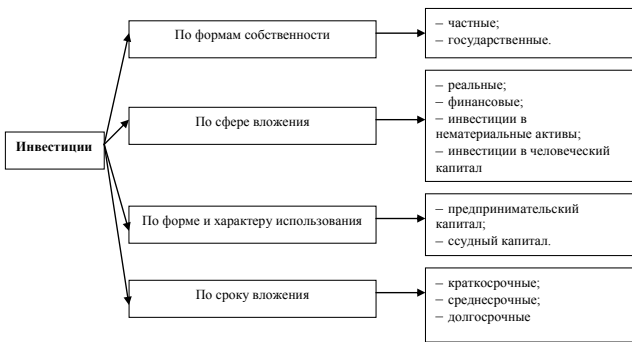 Инвестиции
По формам собственности
– частные;
– государственные.
По сфере вложения
– реальные;
– финансовые;
– инвестиции в
нематериальные активы;
– инвестиции в человеческий
капитал
По форме и характеру использования
– предпринимательский
капитал;
– ссудный капитал.
По сроку вложения
– краткосрочные;
– среднесрочные;
– долгосрочные